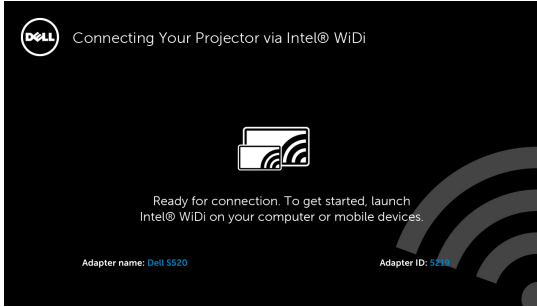 DELL
Connecting Your Projector via Intel® WiDi
Ready for connection. To get started, launch
Intel® WiDi on your computer or mobile devices.
Adapter name: Dell S520
Adapter ID: 5219